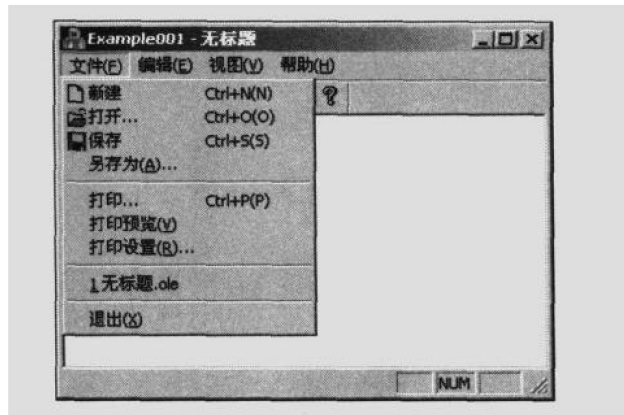 Example001 - 无标题
文件(F) 编辑(E) 视图(V) 帮助(H)
新建 Ctrl+N(N)
打开... Ctrl+O(O)
保存 Ctrl+S(S)
另存为(A)...
打印... Ctrl+P(P)
打印预览(V)
打印设置(R)...
1 无标题.ole
退出(X)
NUM